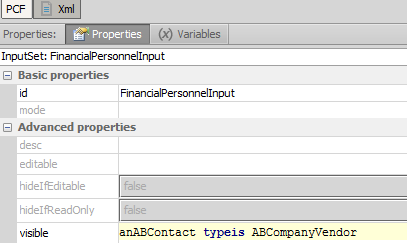 PCF Xml
Properties: Properties (x) Variables
InputSet: FinancialPersonnelInput
Basic properties
id FinancialPersonnelInput
mode
Advanced properties
desc
editable
hideIfEditable false
hideIfReadOnly false
visible anABContact typeis ABCompanyVendor